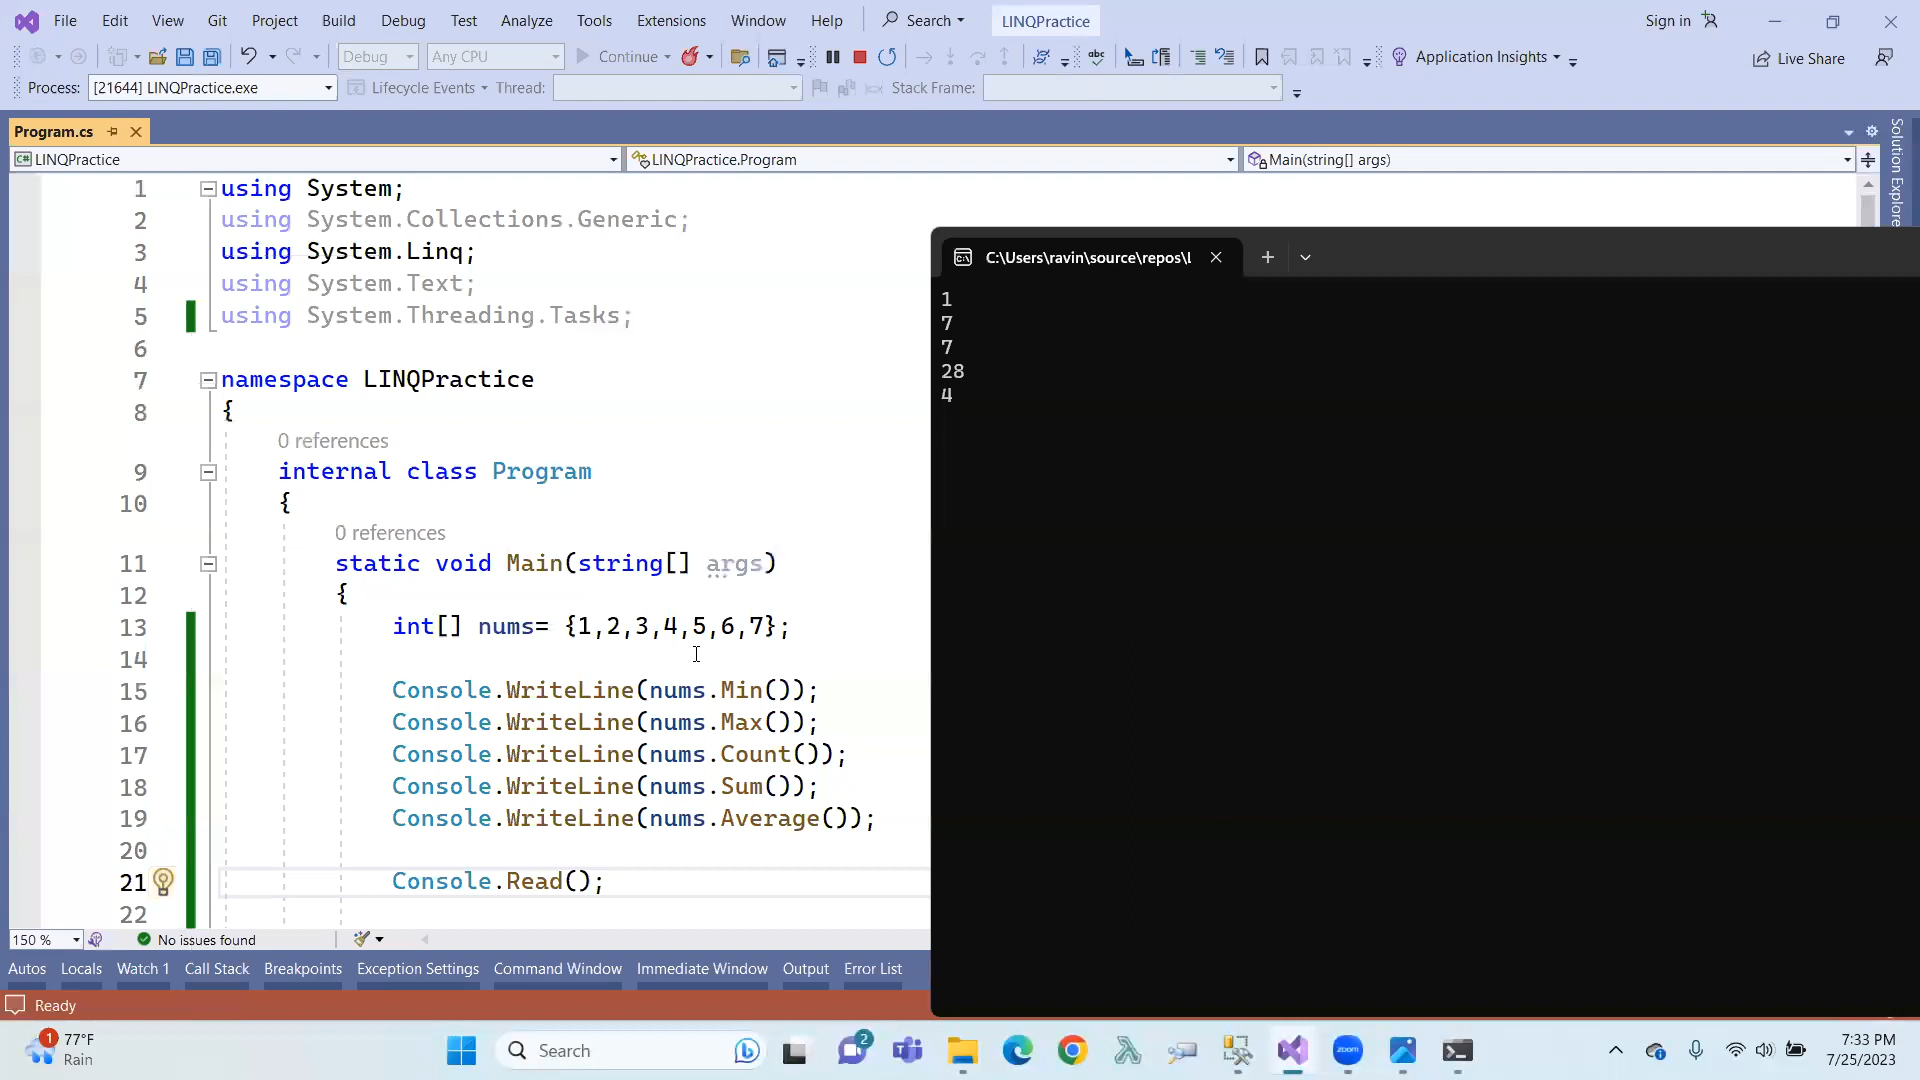 File Edit View Git Project Build Debug Test Analyze Tools Extensions Window Help Search LINQPractice Sign in
Debug Any CPU Continue abc Application Insights Live Share
Process: [21644] LINQPractice.exe Lifecycle Events Thread: Stack Frame:
Program.cs
C# LINQPractice LINQPractice.Program Main(string[] args)
Solution Explore
1 using System;
2 using System.Collections.Generic;
3 using System.Linq;
4 using System.Text;
5 using System.Threading.Tasks;
6
7 namespace LINQPractice
8 {
0 references
9 internal class Program
10 {
0 references
11 static void Main(string[] args)
12 {
13 int[] nums= {1,2,3,4,5,6,7};
14
15 Console.WriteLine(nums.Min());
16 Console.WriteLine(nums.Max());
17 Console.WriteLine(nums.Count());
18 Console.WriteLine(nums.Sum());
19 Console.WriteLine(nums.Average());
20
21 Console.Read();
22
C:\Users\ravin\source\repos\L
1
7
7
28
4
150 % No issues found
Autos Locals Watch 1 Call Stack Breakpoints Exception Settings Command Window Immediate Window Output Error List
Ready
1 77°F
Rain
Search
2
zoom
7:33 PM
7/25/2023